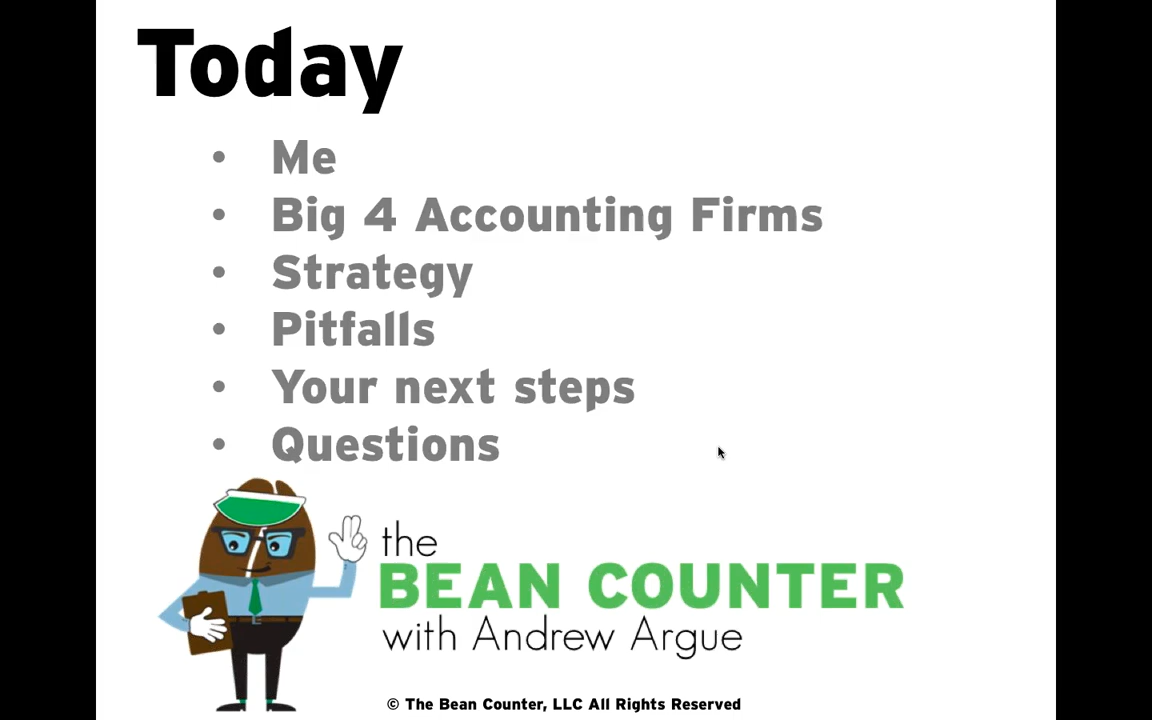 Today
• Me
• Big 4 Accounting Firms
• Strategy
• Pitfalls
• Your next steps
• Questions
the
BEAN COUNTER
with Andrew Argue
© The Bean Counter, LLC All Rights Reserved